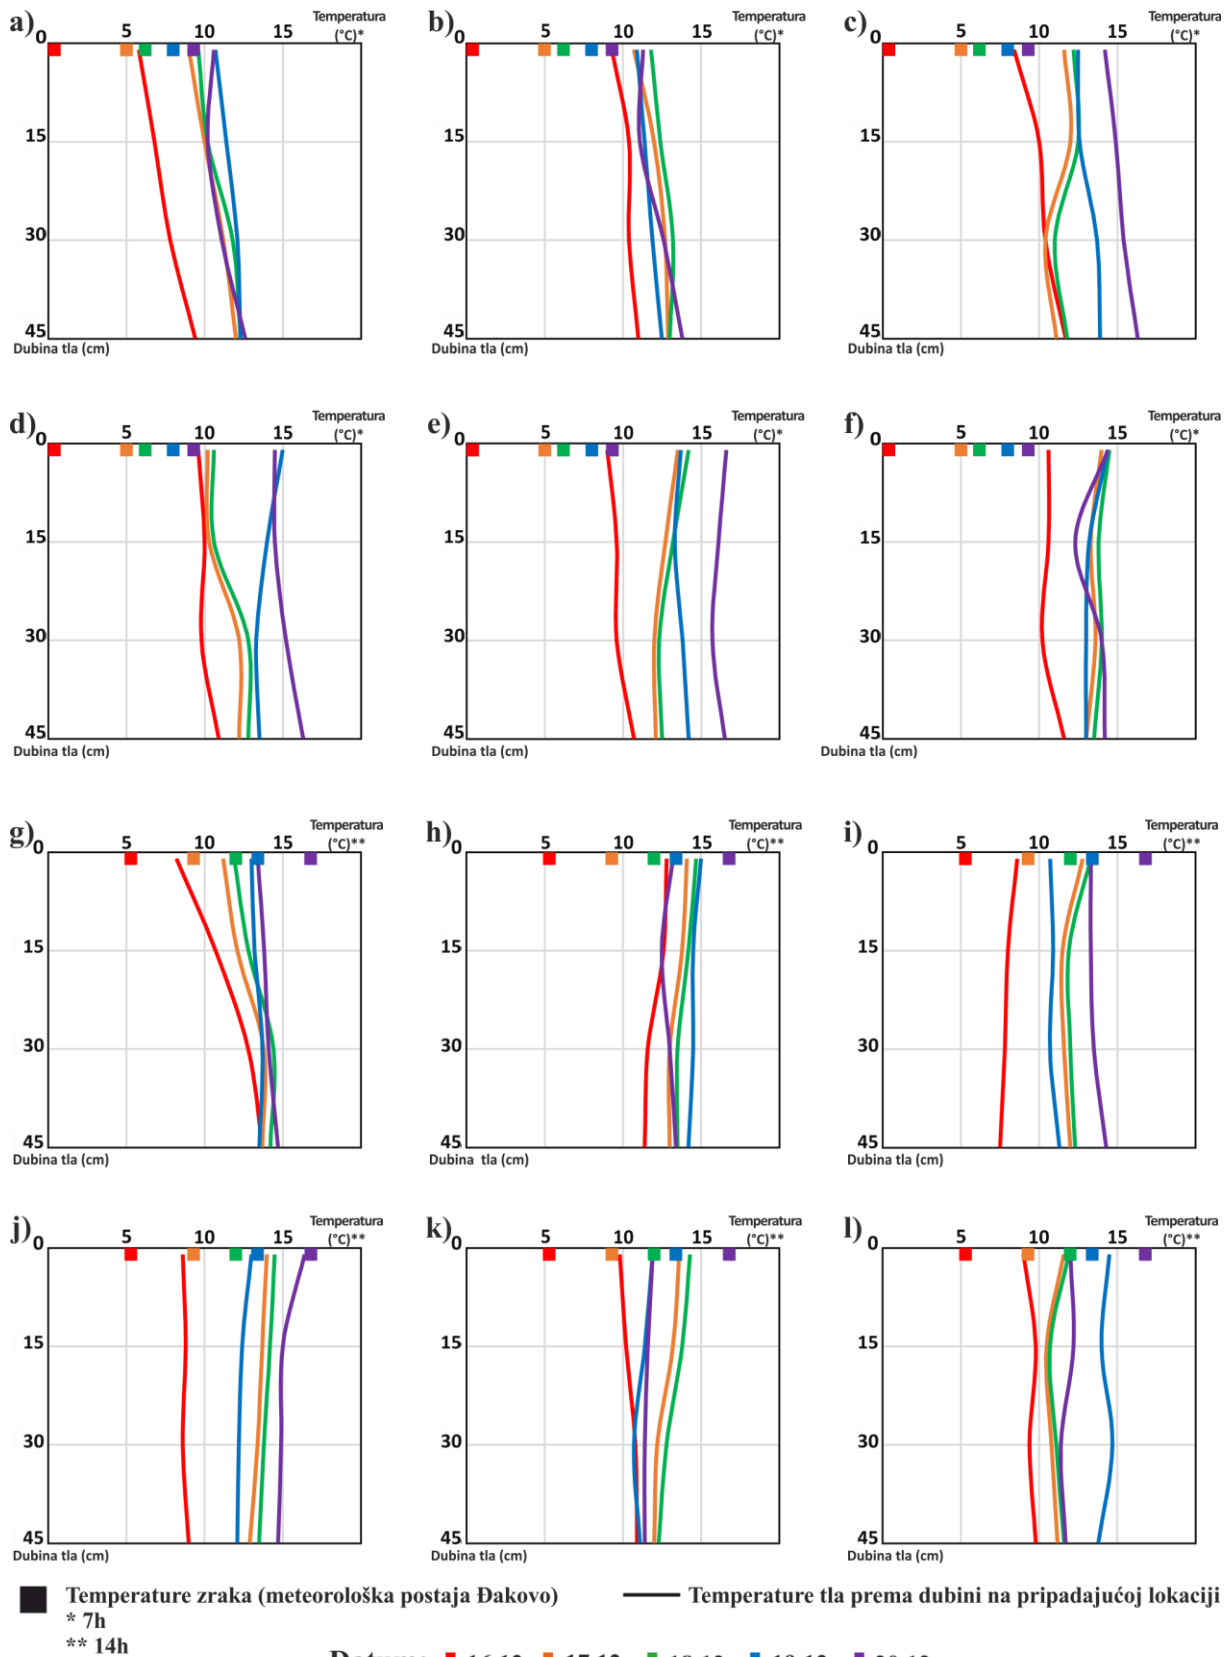 a) 0 5 10 15 Temperatura (°C)*
15
30
45
Dubina tla (cm)
b) 0 5 10 15 Temperatura (°C)*
15
30
45
Dubina tla (cm)
c) 0 5 10 15 Temperatura (°C)*
15
30
45
Dubina tla (cm)
d) 0 5 10 15 Temperatura (°C)*
15
30
45
Dubina tla (cm)
e) 0 5 10 15 Temperatura (°C)*
15
30
45
Dubina tla (cm)
f) 0 5 10 15 Temperatura (°C)*
15
30
45
Dubina tla (cm)
g) 0 5 10 15 Temperatura (°C)**
15
30
45
Dubina tla (cm)
h) 0 5 10 15 Temperatura (°C)**
15
30
45
Dubina tla (cm)
i) 0 5 10 15 Temperatura (°C)**
15
30
45
Dubina tla (cm)
j) 0 5 10 15 Temperatura (°C)**
15
30
45
Dubina tla (cm)
k) 0 5 10 15 Temperatura (°C)**
15
30
45
Dubina tla (cm)
l) 0 5 10 15 Temperatura (°C)**
15
30
45
Dubina tla (cm)
Temperature zraka (meteorološka postaja Đakovo) Temperature tla prema dubini na pripadajućoj lokaciji
* 7h
** 14h